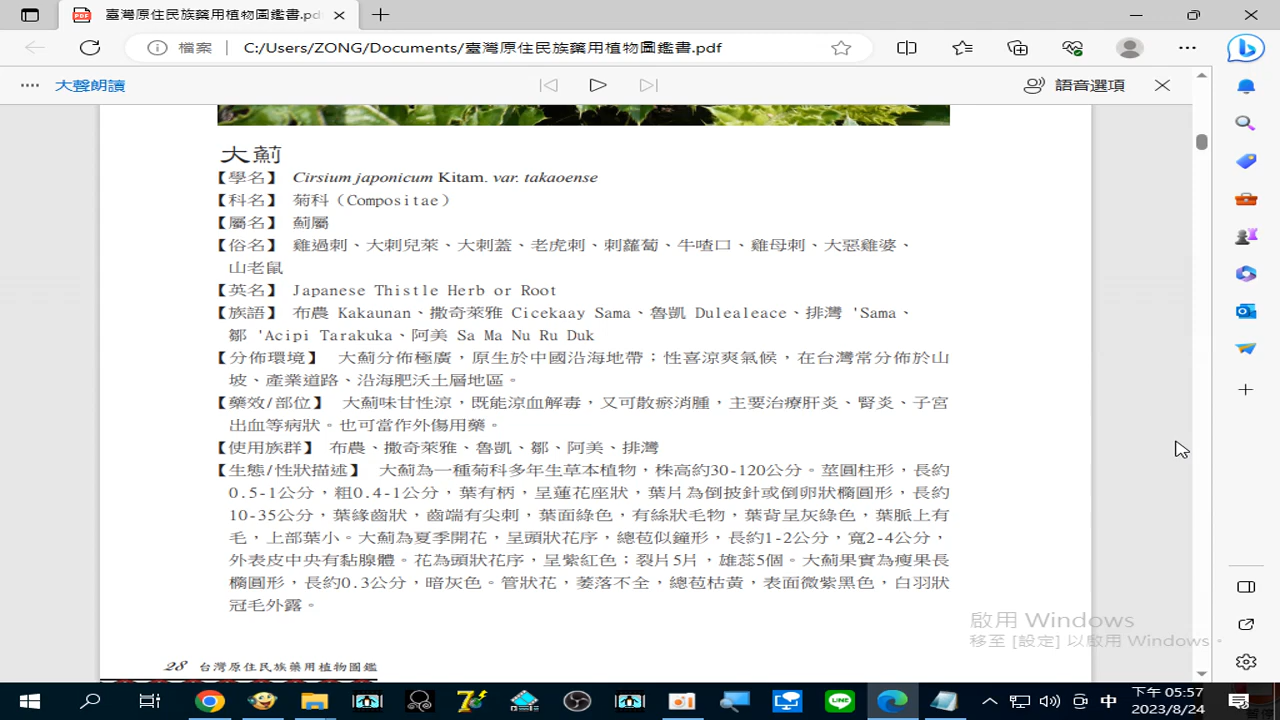 臺灣原住民族藥用植物圖鑑書.pd
檔案
C:/Users/ZONG/Documents/臺灣原住民族藥用植物圖鑑書.pdf
大聲朗讀
語音選項
大薊
【學名】 Cirsium japonicum Kitam. var. takaoense
【科名】 菊科（Compositae）
【屬名】 薊屬
【俗名】 雞過刺、大刺兒萊、大刺蓋、老虎刺、刺蘿蔔、牛喳口、雞母刺、大惡雞婆、
山老鼠
【英名】 Japanese Thistle Herb or Root
【族語】 布農 Kakaunan、撒奇萊雅 Cicekaay Sama、魯凱 Dulealeace、排灣 'Sama、
鄒 'Acipi Tarakuka、阿美 Sa Ma Nu Ru Duk
【分佈環境】 大薊分佈極廣，原生於中國沿海地帶；性喜涼爽氣候，在台灣常分佈於山
坡、產業道路、沿海肥沃土層地區。
【藥效/部位】 大薊味甘性涼，既能涼血解毒，又可散瘀消腫，主要治療肝炎、腎炎、子宮
出血等病狀。也可當作外傷用藥。
【使用族群】 布農、撒奇萊雅、魯凱、鄒、阿美、排灣
【生態/性狀描述】 大薊為一種菊科多年生草本植物，株高約30-120公分。莖圓柱形，長約
0.5-1公分，粗0.4-1公分，葉有柄，呈蓮花座狀，葉片為倒披針或倒卵狀橢圓形，長約
10-35公分，葉緣齒狀，齒端有尖刺，葉面綠色，有絲狀毛物，葉背呈灰綠色，葉脈上有
毛，上部葉小。大薊為夏季開花，呈頭狀花序，總苞似鐘形，長約1-2公分，寬2-4公分，
外表皮中央有黏腺體。花為頭狀花序，呈紫紅色；裂片5片，雄蕊5個。大薊果實為瘦果長
橢圓形，長約0.3公分，暗灰色。管狀花，萎落不全，總苞枯黃，表面微紫黑色，白羽狀
冠毛外露。
啟用 Windows
移至 [設定] 以啟用 Windows。
28 台灣原住民族藥用植物圖鑑
中
下午 05:57
2023/8/24